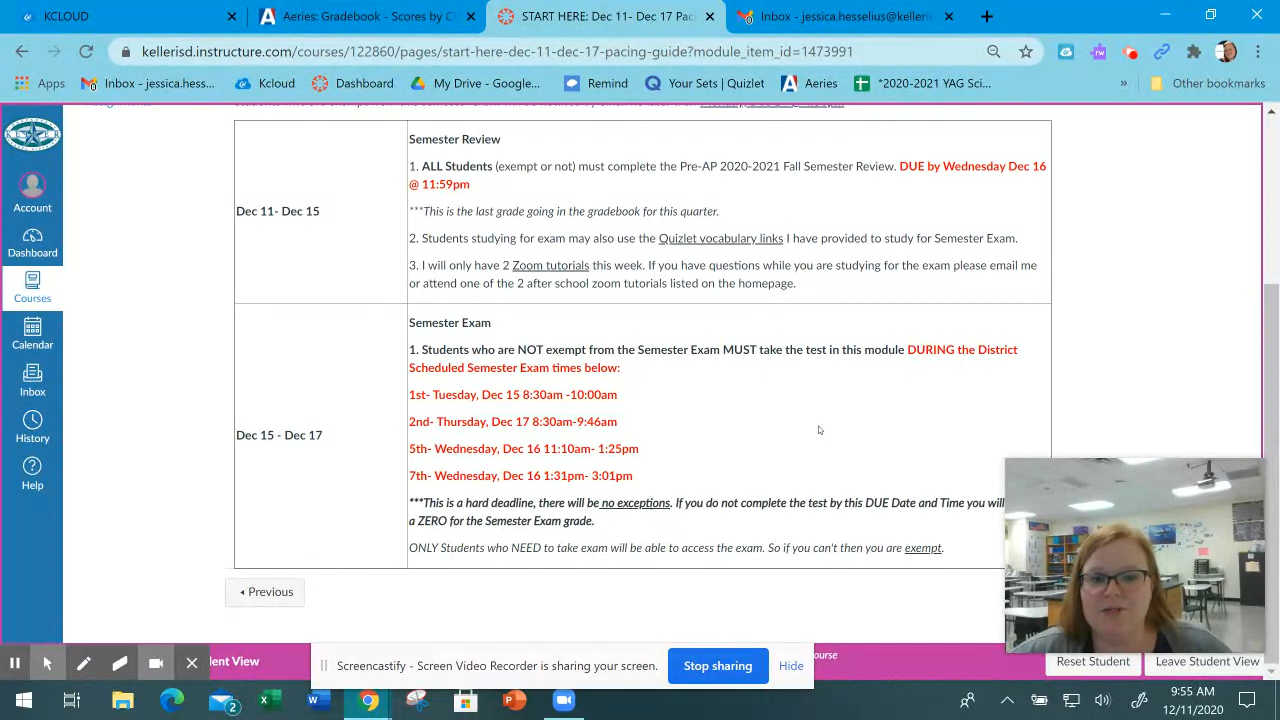 KCLOUD
Aeries: Gradebook - Scores by Cl
START HERE: Dec 11- Dec 17 Pac
Inbox - jessica.hesselius@kelleri
kellerisd.instructure.com/courses/122860/pages/start-here-dec-11-dec-17-pacing-guide?module_item_id=1473991
Apps
Inbox - jessica.hess...
Kcloud
Dashboard
My Drive - Google...
Remind
Your Sets | Quizlet
Aeries
*2020-2021 YAG Sci...
»
Other bookmarks
Account
Dashboard
Courses
Calendar
Inbox
History
Help
Dec 11- Dec 15
Semester Review
1. ALL Students (exempt or not) must complete the Pre-AP 2020-2021 Fall Semester Review. DUE by Wednesday Dec 16
@ 11:59pm
***This is the last grade going in the gradebook for this quarter.
2. Students studying for exam may also use the Quizlet vocabulary links I have provided to study for Semester Exam.
3. I will only have 2 Zoom tutorials this week. If you have questions while you are studying for the exam please email me
or attend one of the 2 after school zoom tutorials listed on the homepage.
Dec 15 - Dec 17
Semester Exam
1. Students who are NOT exempt from the Semester Exam MUST take the test in this module DURING the District
Scheduled Semester Exam times below:
1st- Tuesday, Dec 15 8:30am -10:00am
2nd- Thursday, Dec 17 8:30am-9:46am
5th- Wednesday, Dec 16 11:10am- 1:25pm
7th- Wednesday, Dec 16 1:31pm- 3:01pm
***This is a hard deadline, there will be no exceptions. If you do not complete the test by this DUE Date and Time you will
a ZERO for the Semester Exam grade.
ONLY Students who NEED to take exam will be able to access the exam. So if you can't then you are exempt.
Previous
dent View
Screencastify - Screen Video Recorder is sharing your screen.
Stop sharing
Hide
ourse
Reset Student
Leave Student View
9:55 AM
12/11/2020